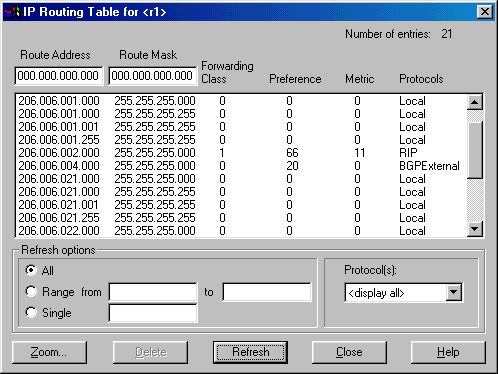 IP Routing Table for <r1>
Number of entries: 21
Route Address Route Mask Forwarding Class Preference Metric Protocols
000.000.000.000 000.000.000.000
206.006.001.000 255.255.255.000 0 0 0 Local
206.006.001.000 255.255.255.255 0 0 0 Local
206.006.001.001 255.255.255.255 0 0 0 Local
206.006.001.255 255.255.255.255 0 0 0 Local
206.006.002.000 255.255.255.000 1 66 11 RIP
206.006.004.000 255.255.255.000 0 20 0 BGPExternal
206.006.021.000 255.255.255.000 0 0 0 Local
206.006.021.000 255.255.255.255 0 0 0 Local
206.006.021.001 255.255.255.255 0 0 0 Local
206.006.021.255 255.255.255.255 0 0 0 Local
206.006.022.000 255.255.255.000 0 0 0 Local
Refresh options
All
Range from to
Single
Protocol(s):
<display all>
Zoom... Delete Refresh Close Help